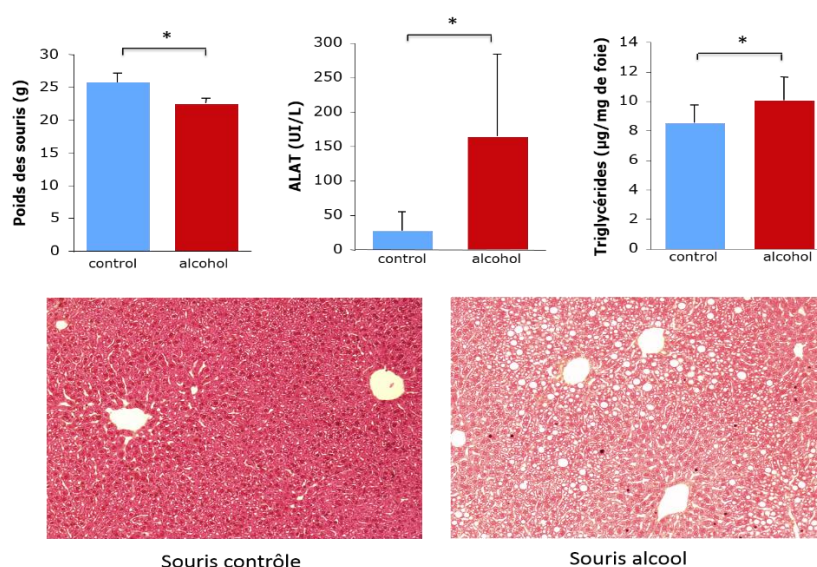 *
Poids des souris (g)
30
25
20
15
10
5
0
control
alcohol
*
ALAT (UI/L)
300
250
200
150
100
50
0
control
alcohol
*
Triglycérides (µg/mg de foie)
14
12
10
8
6
4
2
0
control
alcohol
Souris contrôle
Souris alcool